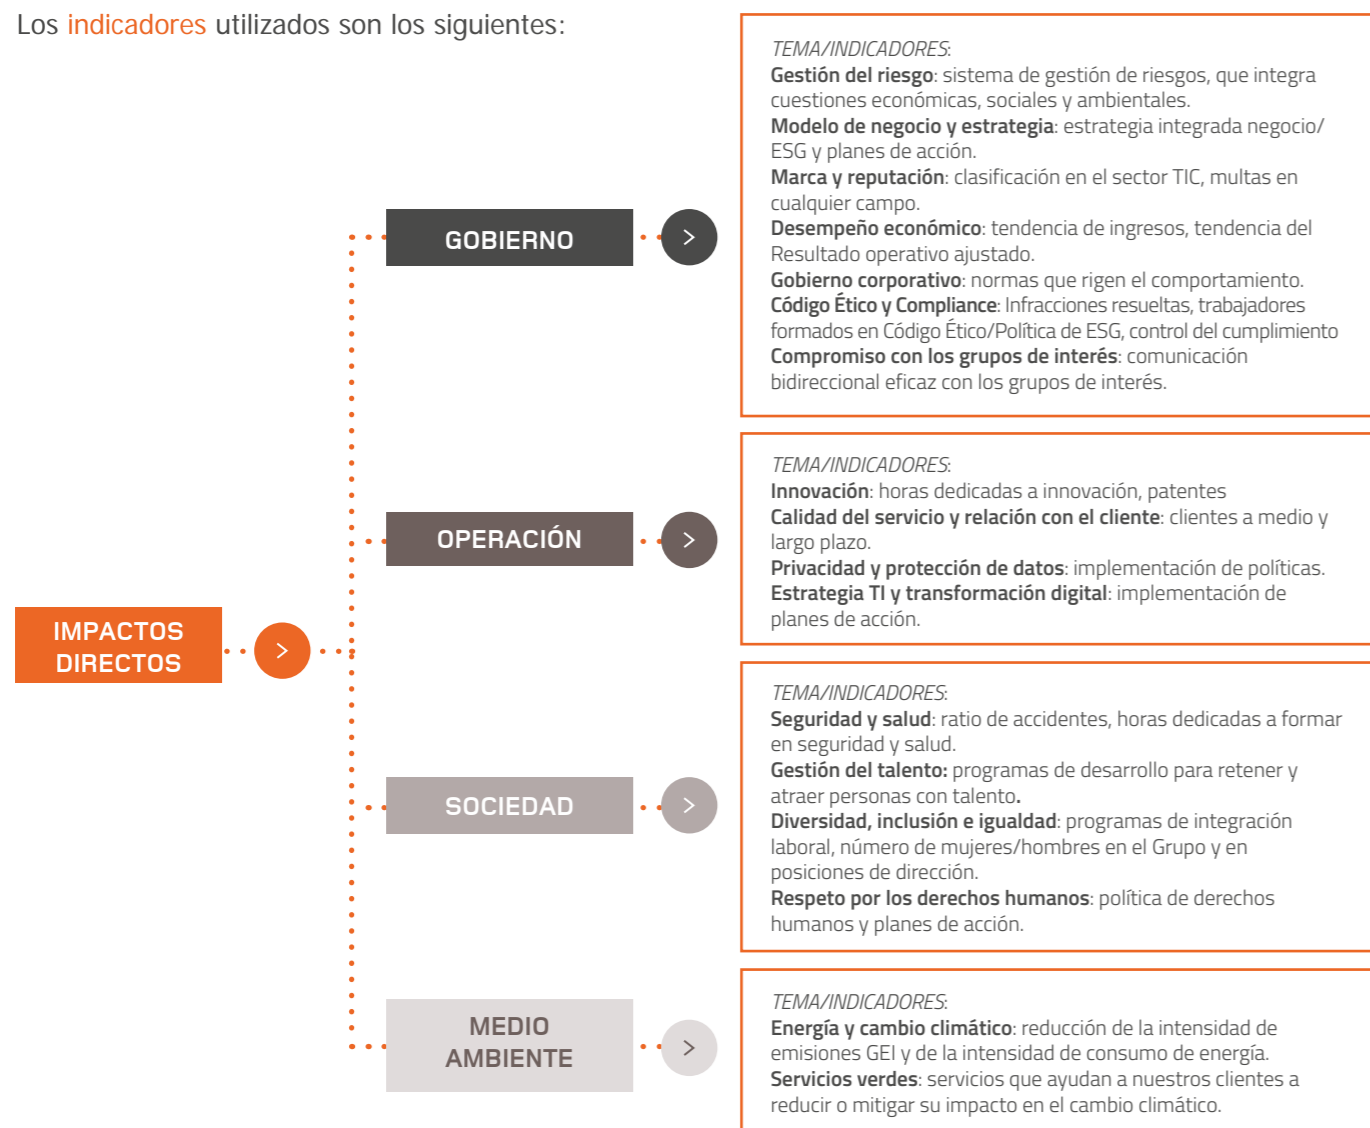 Los indicadores utilizados son los siguientes:
IMPACTOS
DIRECTOS
>
GOBIERNO
>
TEMA/INDICADORES:
Gestión del riesgo: sistema de gestión de riesgos, que integra
cuestiones económicas, sociales y ambientales.
Modelo de negocio y estrategia: estrategia integrada negocio/
ESG y planes de acción.
Marca y reputación: clasificación en el sector TIC, multas en
cualquier campo.
Desempeño económico: tendencia de ingresos, tendencia del
Resultado operativo ajustado.
Gobierno corporativo: normas que rigen el comportamiento.
Código Ético y Compliance: Infracciones resueltas, trabajadores
formados en Código Ético/Política de ESG, control del cumplimiento
Compromiso con los grupos de interés: comunicación
bidireccional eficaz con los grupos de interés.
OPERACIÓN
>
TEMA/INDICADORES:
Innovación: horas dedicadas a innovación, patentes
Calidad del servicio y relación con el cliente: clientes a medio y
largo plazo.
Privacidad y protección de datos: implementación de políticas.
Estrategia TI y transformación digital: implementación de
planes de acción.
SOCIEDAD
>
TEMA/INDICADORES:
Seguridad y salud: ratio de accidentes, horas dedicadas a formar
en seguridad y salud.
Gestión del talento: programas de desarrollo para retener y
atraer personas con talento.
Diversidad, inclusión e igualdad: programas de integración
laboral, número de mujeres/hombres en el Grupo y en
posiciones de dirección.
Respeto por los derechos humanos: política de derechos
humanos y planes de acción.
MEDIO
AMBIENTE
>
TEMA/INDICADORES:
Energía y cambio climático: reducción de la intensidad de
emisiones GEI y de la intensidad de consumo de energía.
Servicios verdes: servicios que ayudan a nuestros clientes a
reducir o mitigar su impacto en el cambio climático.